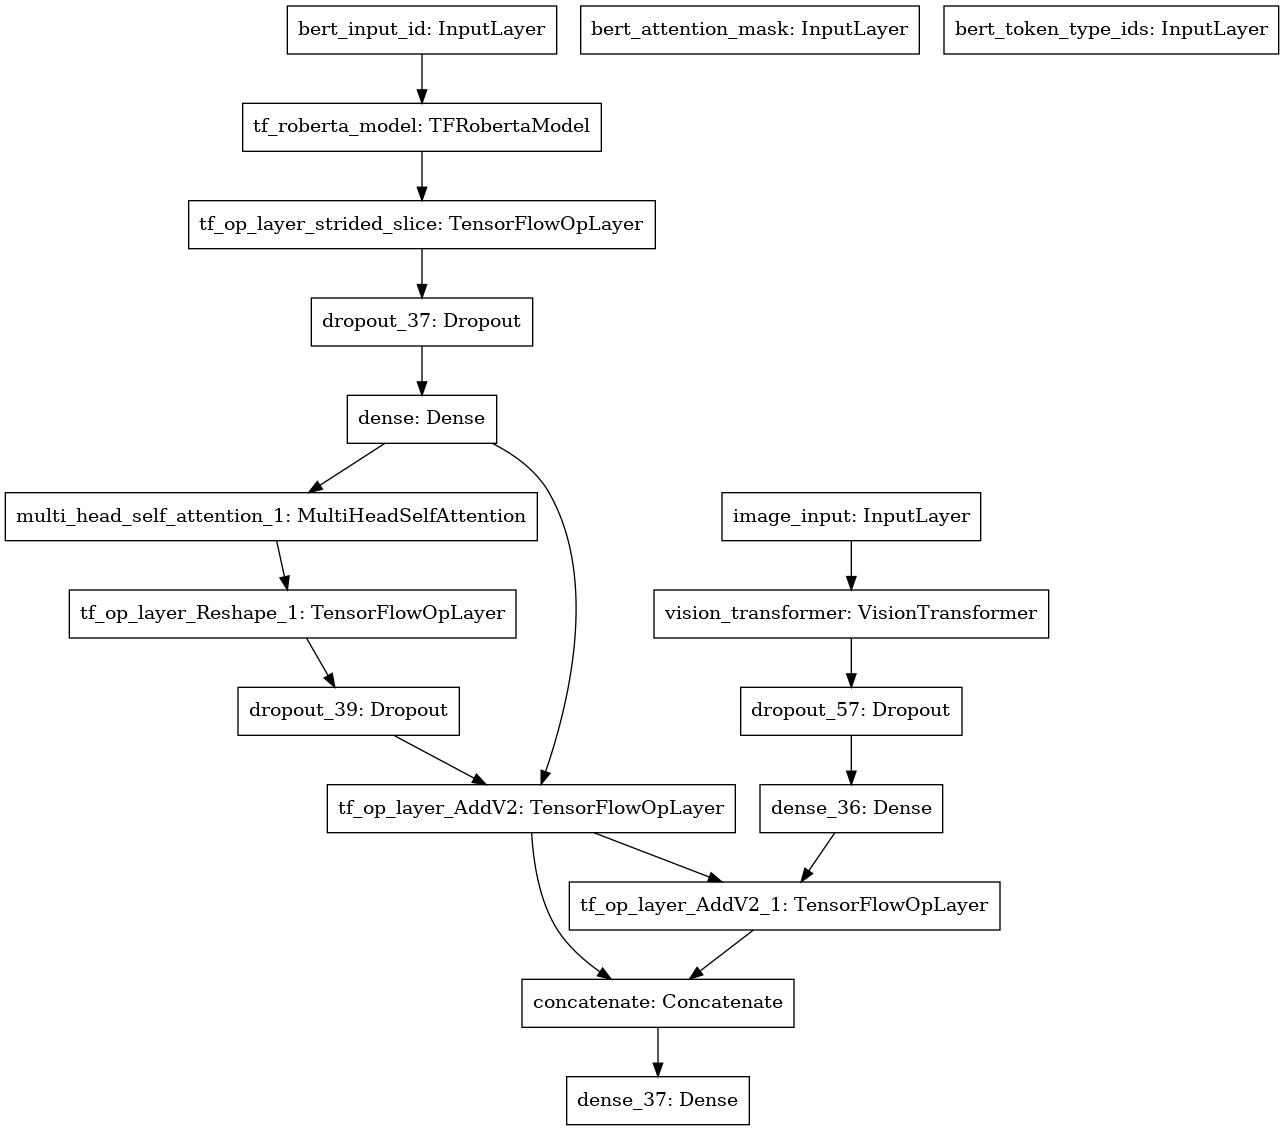 bert_input_id: InputLayer
bert_attention_mask: InputLayer
bert_token_type_ids: InputLayer
tf_roberta_model: TFRobertaModel
tf_op_layer_strided_slice: TensorFlowOpLayer
dropout_37: Dropout
dense: Dense
multi_head_self_attention_1: MultiHeadSelfAttention
image_input: InputLayer
tf_op_layer_Reshape_1: TensorFlowOpLayer
vision_transformer: VisionTransformer
dropout_39: Dropout
dropout_57: Dropout
tf_op_layer_AddV2: TensorFlowOpLayer
dense_36: Dense
tf_op_layer_AddV2_1: TensorFlowOpLayer
concatenate: Concatenate
dense_37: Dense